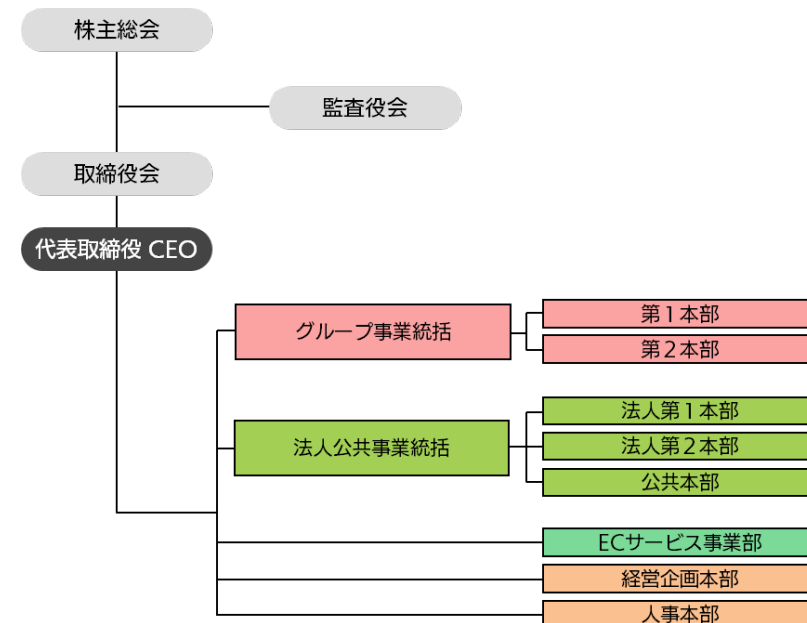 株主総会
監査役会
取締役会
代表取締役 CEO
グループ事業統括
第1本部
第2本部
法人公共事業統括
法人第1本部
法人第2本部
公共本部
ECサービス事業部
経営企画本部
人事本部